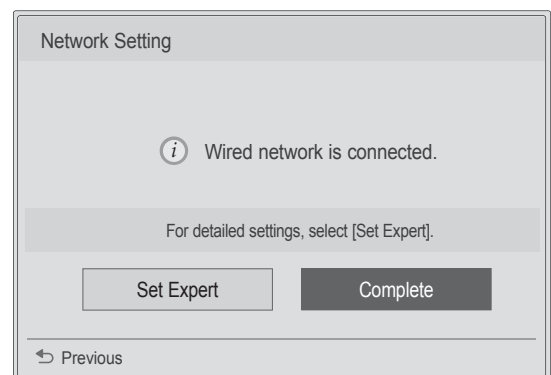 Network Setting
i Wired network is connected.
For detailed settings, select [Set Expert].
Set Expert Complete
Previous